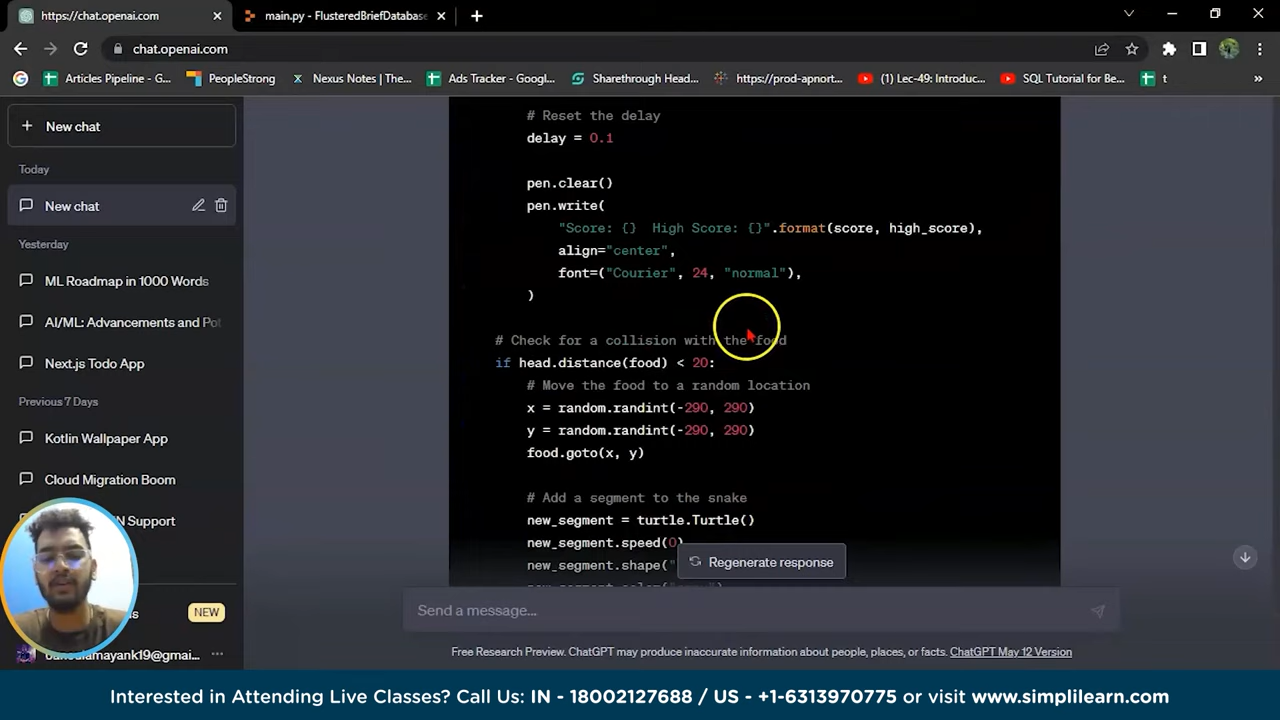 https://chat.openai.com
main.py - FlusteredBriefDatabase
chat.openai.com
Articles Pipeline - G...
PeopleStrong
Nexus Notes | The...
Ads Tracker - Googl...
Sharethrough Head...
https://prod-apnort...
(1) Lec-49: Introduc...
SQL Tutorial for Be...
t
New chat
Today
New chat
Yesterday
ML Roadmap in 1000 Words
AI/ML: Advancements and Pot
Next.js Todo App
Previous 7 Days
Kotlin Wallpaper App
Cloud Migration Boom
N Support
NEW
# Reset the delay
delay = 0.1
pen.clear()
pen.write(
"Score: {}  High Score: {}".format(score, high_score),
align="center",
font=("Courier", 24, "normal"),
)
# Check for a collision with the food
if head.distance(food) < 20:
# Move the food to a random location
x = random.randint(-290, 290)
y = random.randint(-290, 290)
food.goto(x, y)
# Add a segment to the snake
new_segment = turtle.Turtle()
new_segment.speed(0)
new_segment.shape("
Regenerate response
Send a message...
Free Research Preview. ChatGPT may produce inaccurate information about people, places, or facts. ChatGPT May 12 Version
Interested in Attending Live Classes? Call Us: IN - 18002127688 / US - +1-6313970775 or visit www.simplilearn.com